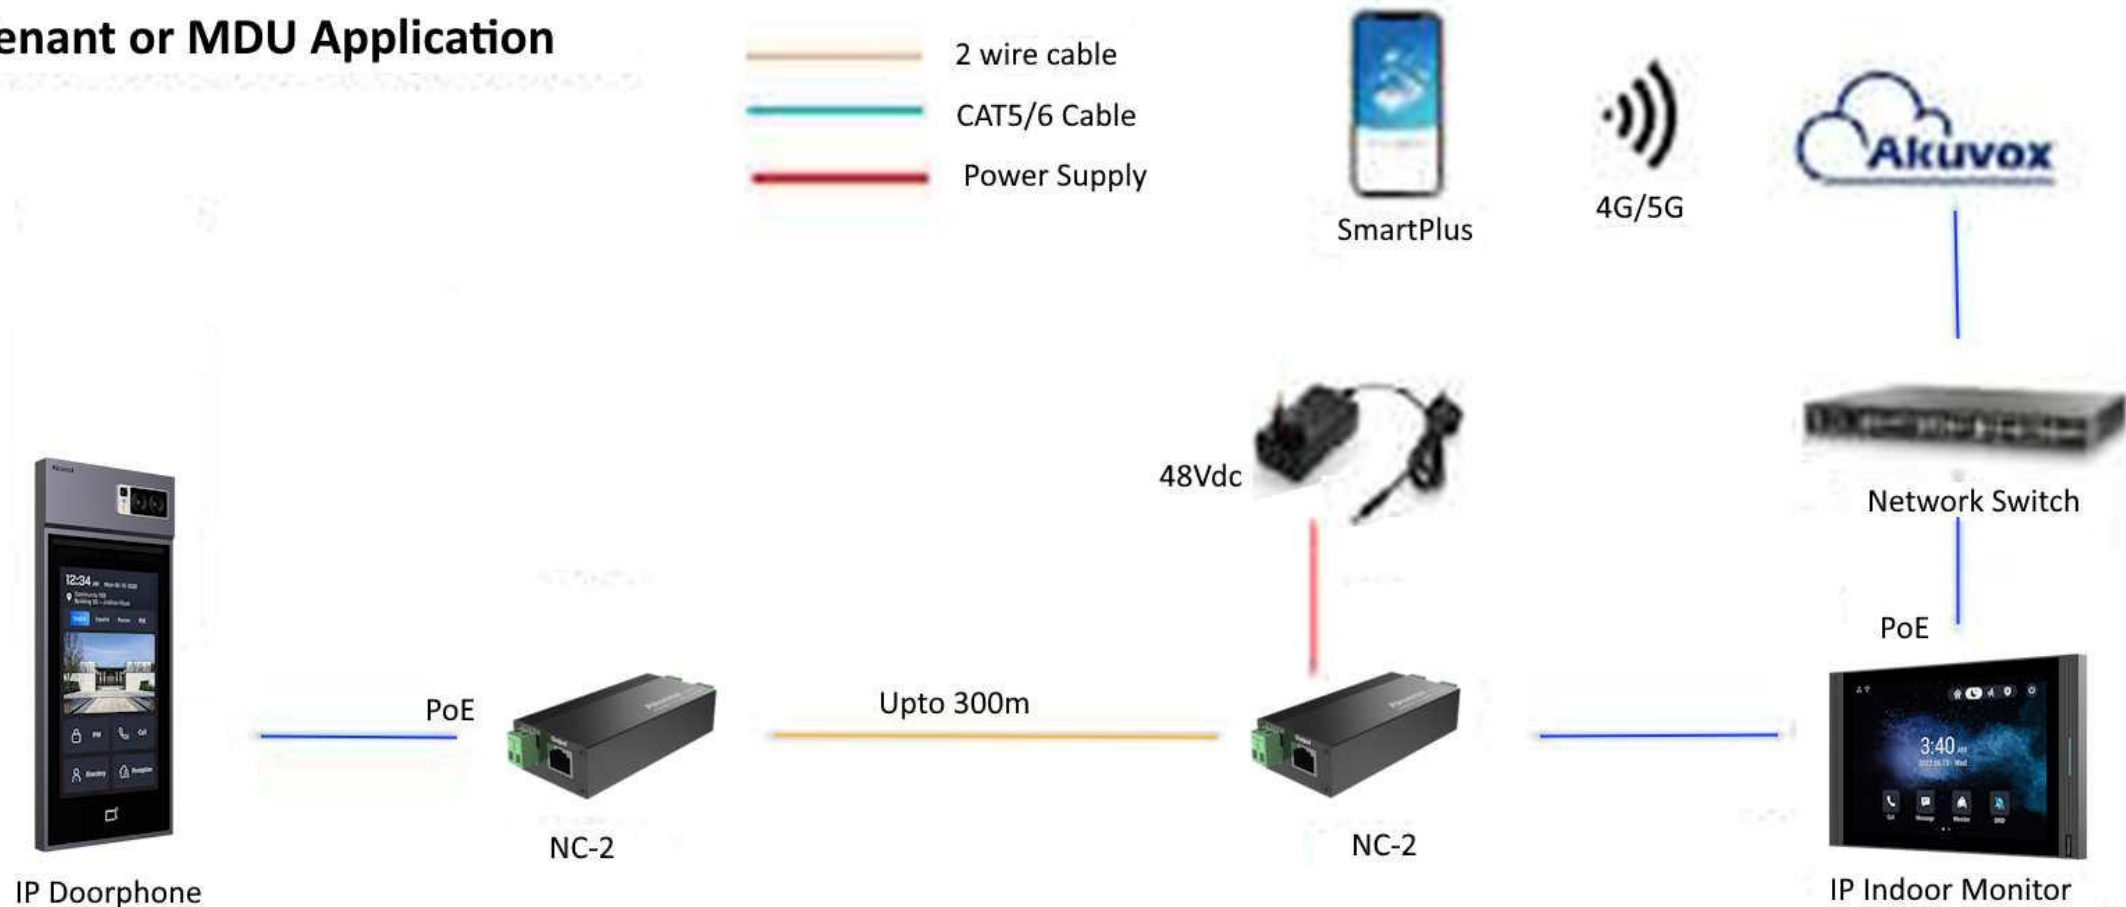 enant or MDU Application
2 wire cable
CAT5/6 Cable
Power Supply
SmartPlus
4G/5G
Akuvox
48Vdc
Network Switch
PoE
12:34
PoE
Upto 300m
3:40
NC-2
NC-2
IP Doorphone
IP Indoor Monitor